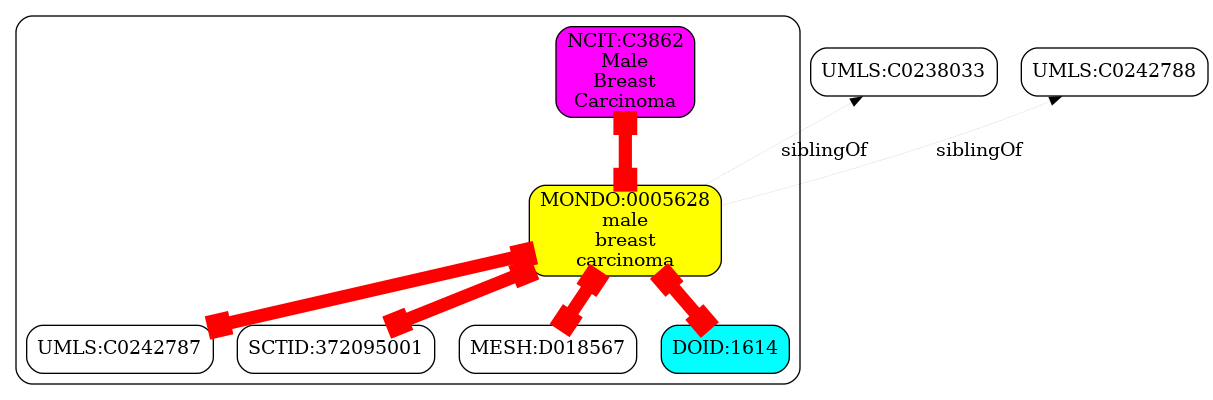 NCIT:C3862
Male
Breast
Carcinoma
UMLS:C0238033
UMLS:C0242788
siblingOf
siblingOf
MONDO:0005628
male
breast
carcinoma
UMLS:C0242787
SCTID:372095001
MESH:D018567
DOID:1614